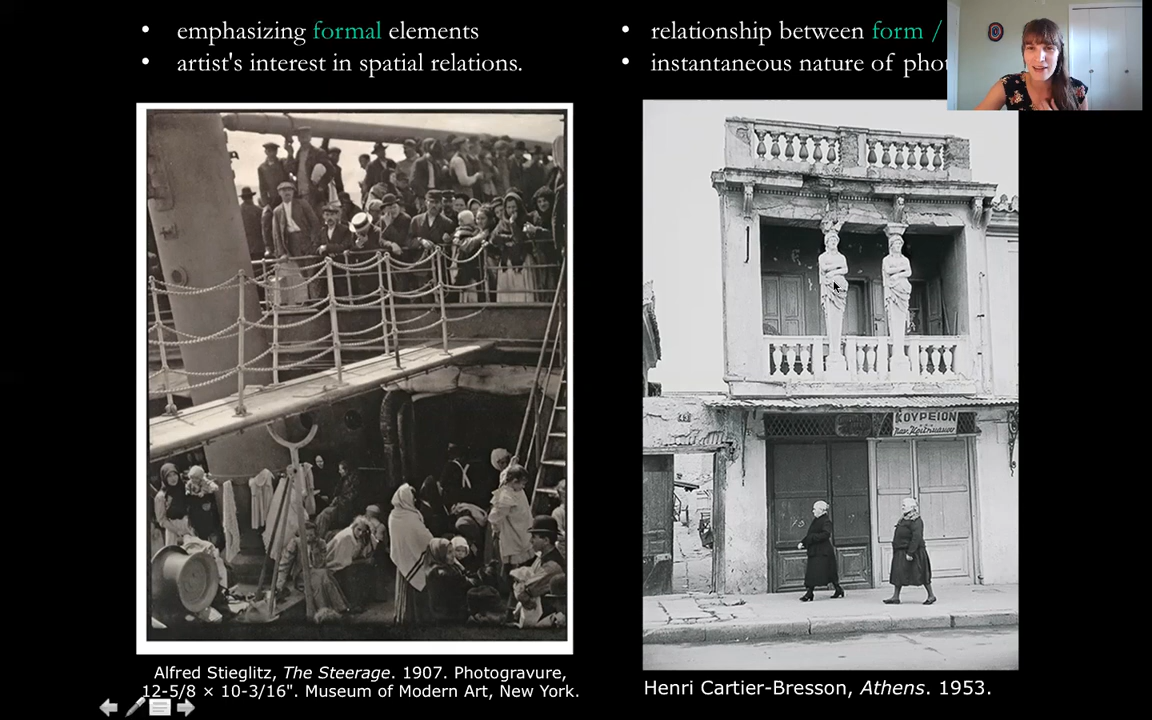 • emphasizing formal elements
• artist's interest in spatial relations.
• relationship between form /
• instantaneous nature of
ΚΟΥΡΕΙΟΝ
Alfred Stieglitz, The Steerage. 1907. Photogravure,
12-5/8 × 10-3/16". Museum of Modern Art, New York.
Henri Cartier-Bresson, Athens. 1953.